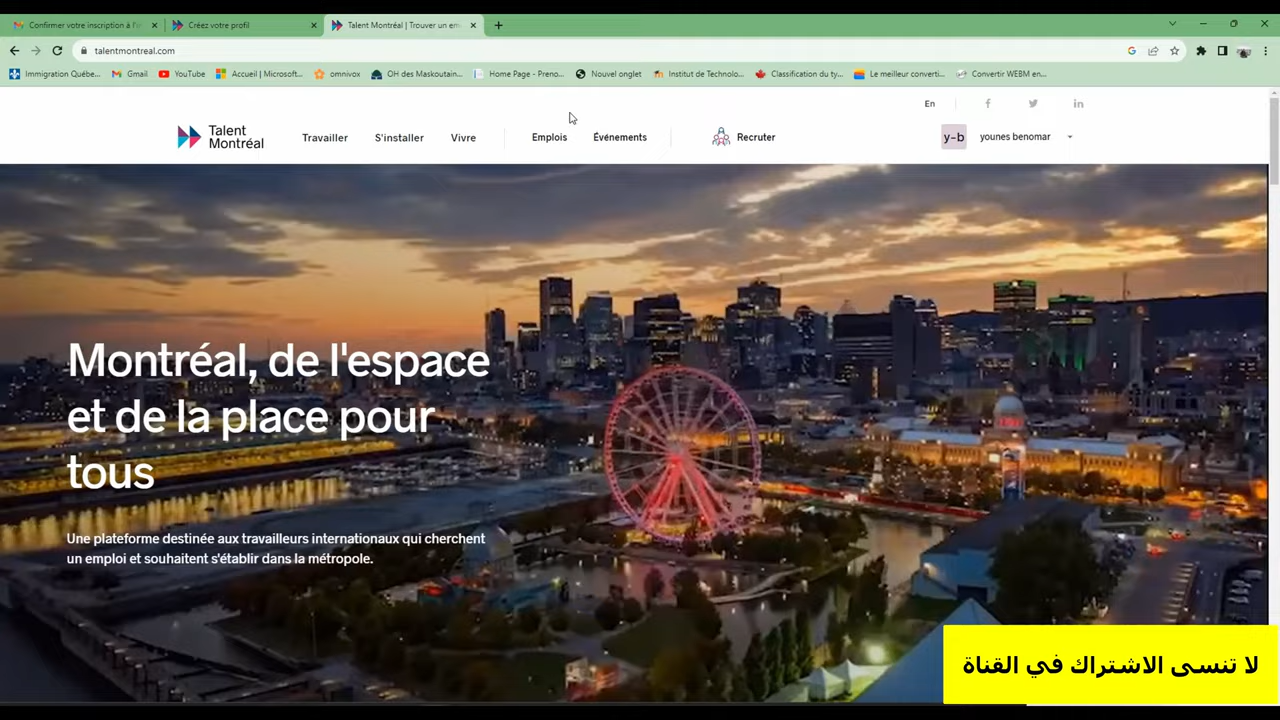 Confirmer votre inscription à l'é
Créez votre profil
Talent Montréal | Trouver un em
talentmontreal.com
Immigration Québe...
Gmail
YouTube
Accueil | Microsoft...
omnivox
OH des Maskoutain...
Home Page - Preno...
Nouvel onglet
Institut de Technolo...
Classification du ty...
Le meilleur converti...
Convertir WEBM en...
En
Talent
Montréal
Travailler
S'installer
Vivre
Emplois
Événements
Recruter
y-b
younes benomar
Montréal, de l'espace
et de la place pour
tous
Une plateforme destinée aux travailleurs internationaux qui cherchent
un emploi et souhaitent s'établir dans la métropole.
لا تنسى الاشتراك في القناة